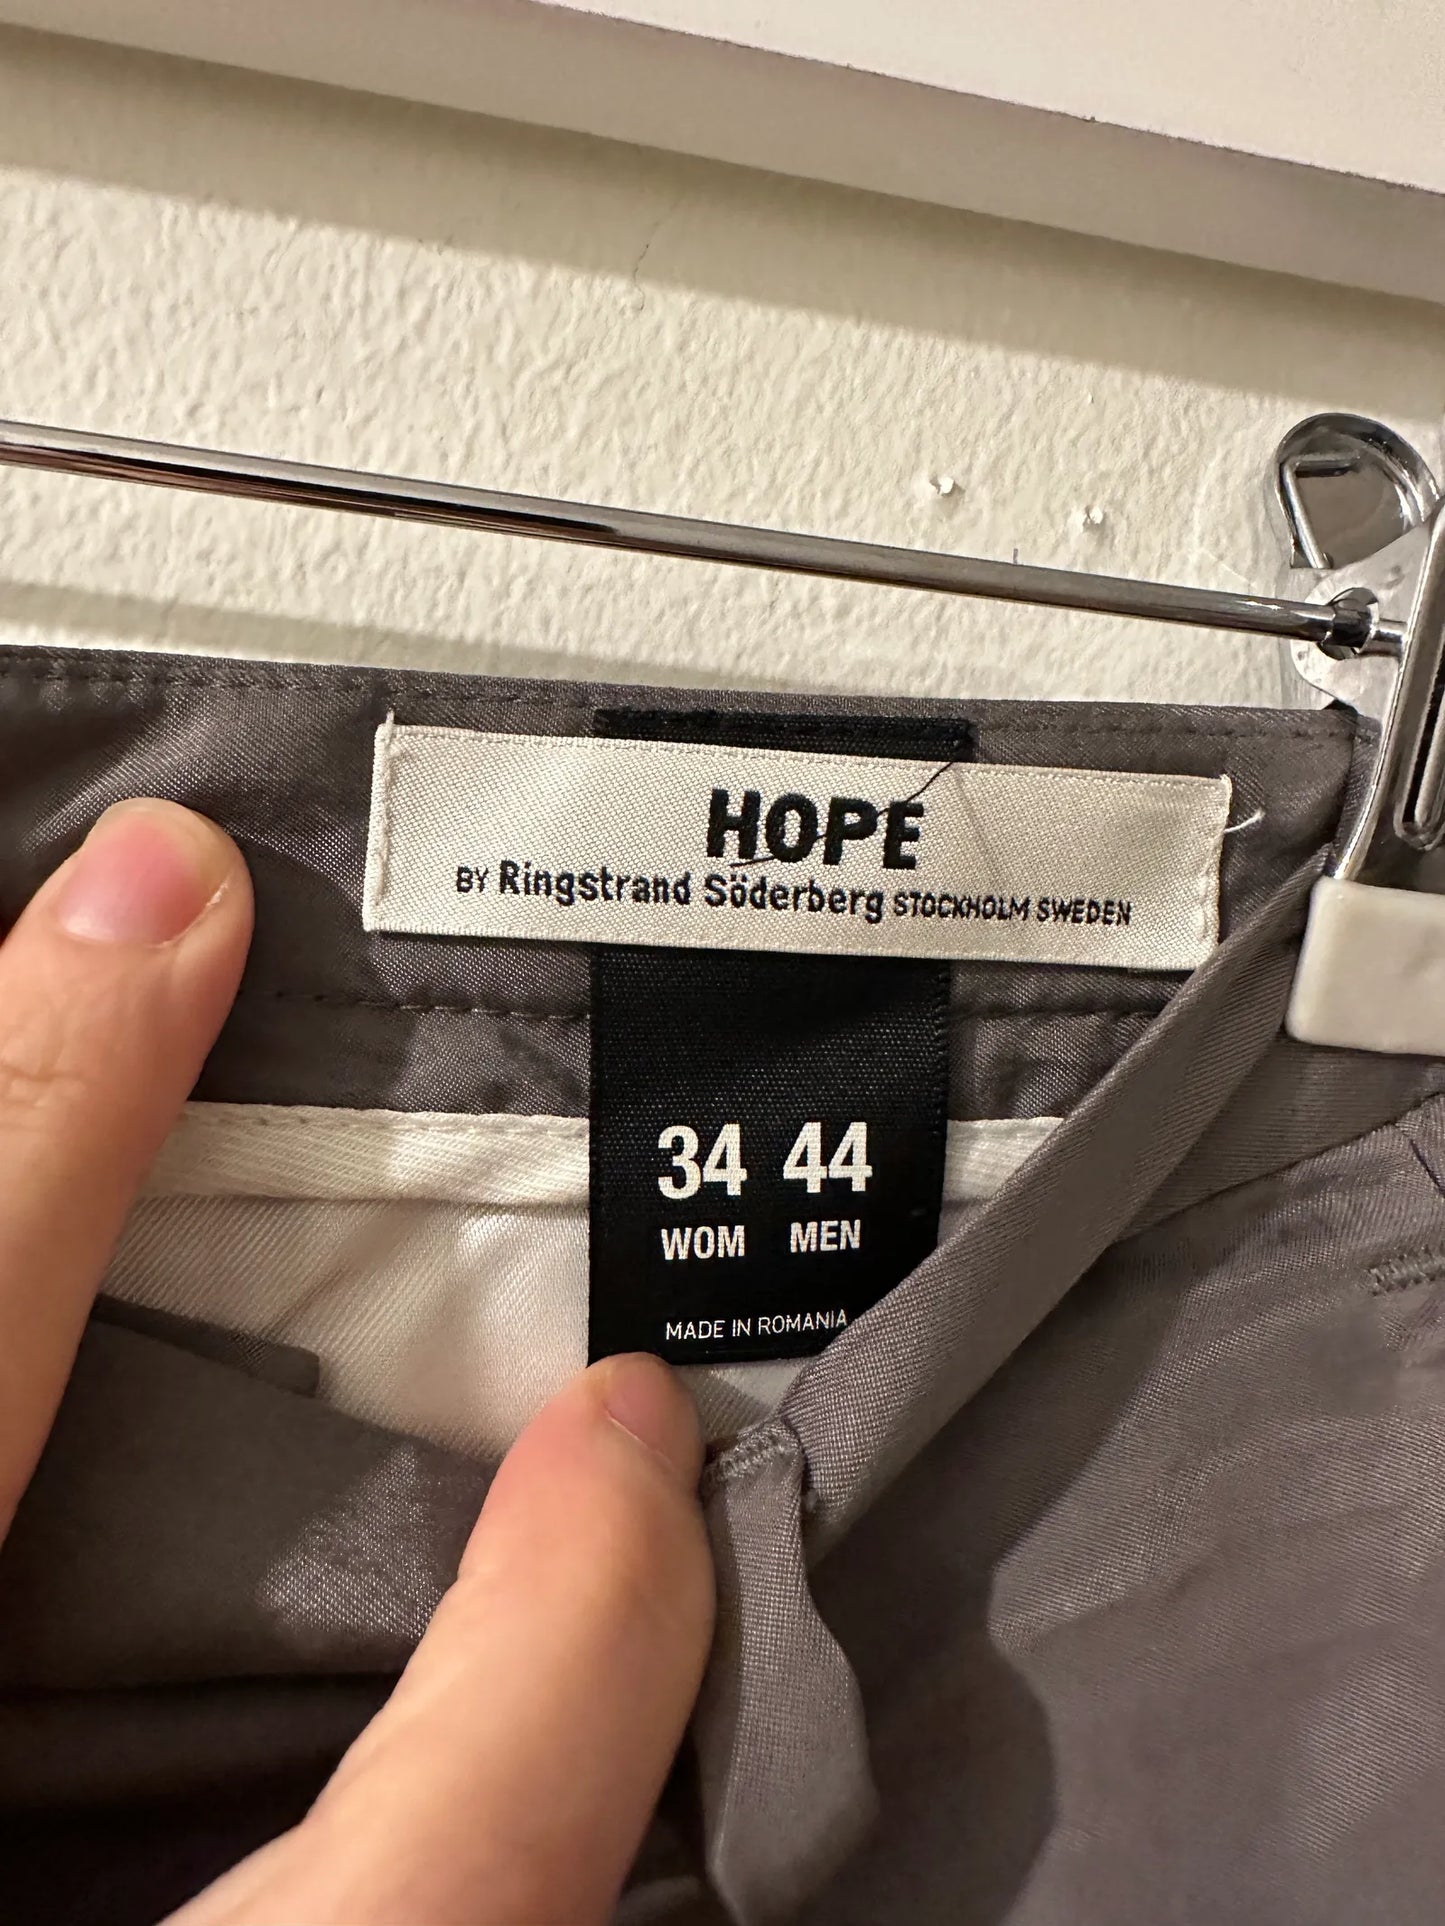 HOPE
BY Ringstrand Söderberg STOCKHOLM SWEDEN
34 44
WOM MEN
MADE IN ROMANIA